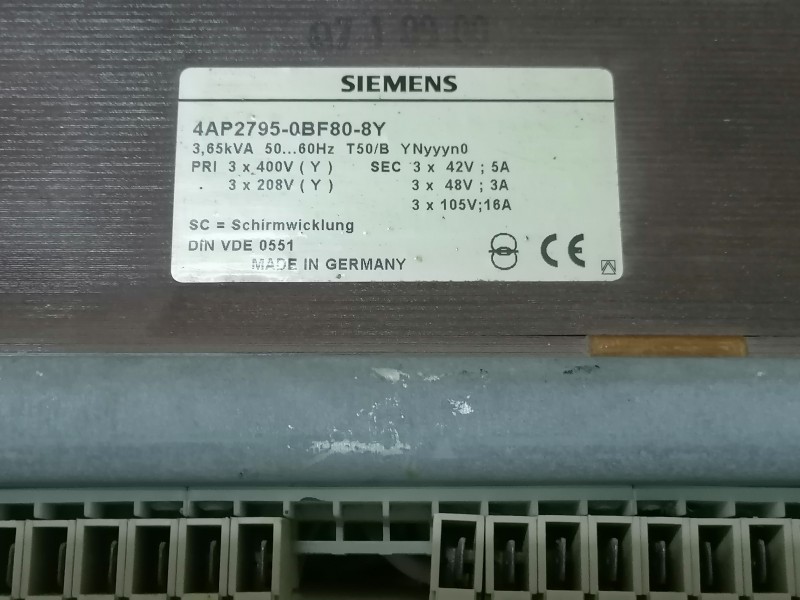 SIEMENS
4AP2795-0BF80-8Y
3,65kVA 50...60Hz T50/B YNyyyn0
PRI 3 x 400V ( Y ) SEC 3 x 42V ; 5A
3 x 208V ( Y ) 3 x 48V ; 3A
3 x 105V;16A
SC = Schirmwicklung
DIN VDE 0551
MADE IN GERMANY
CE